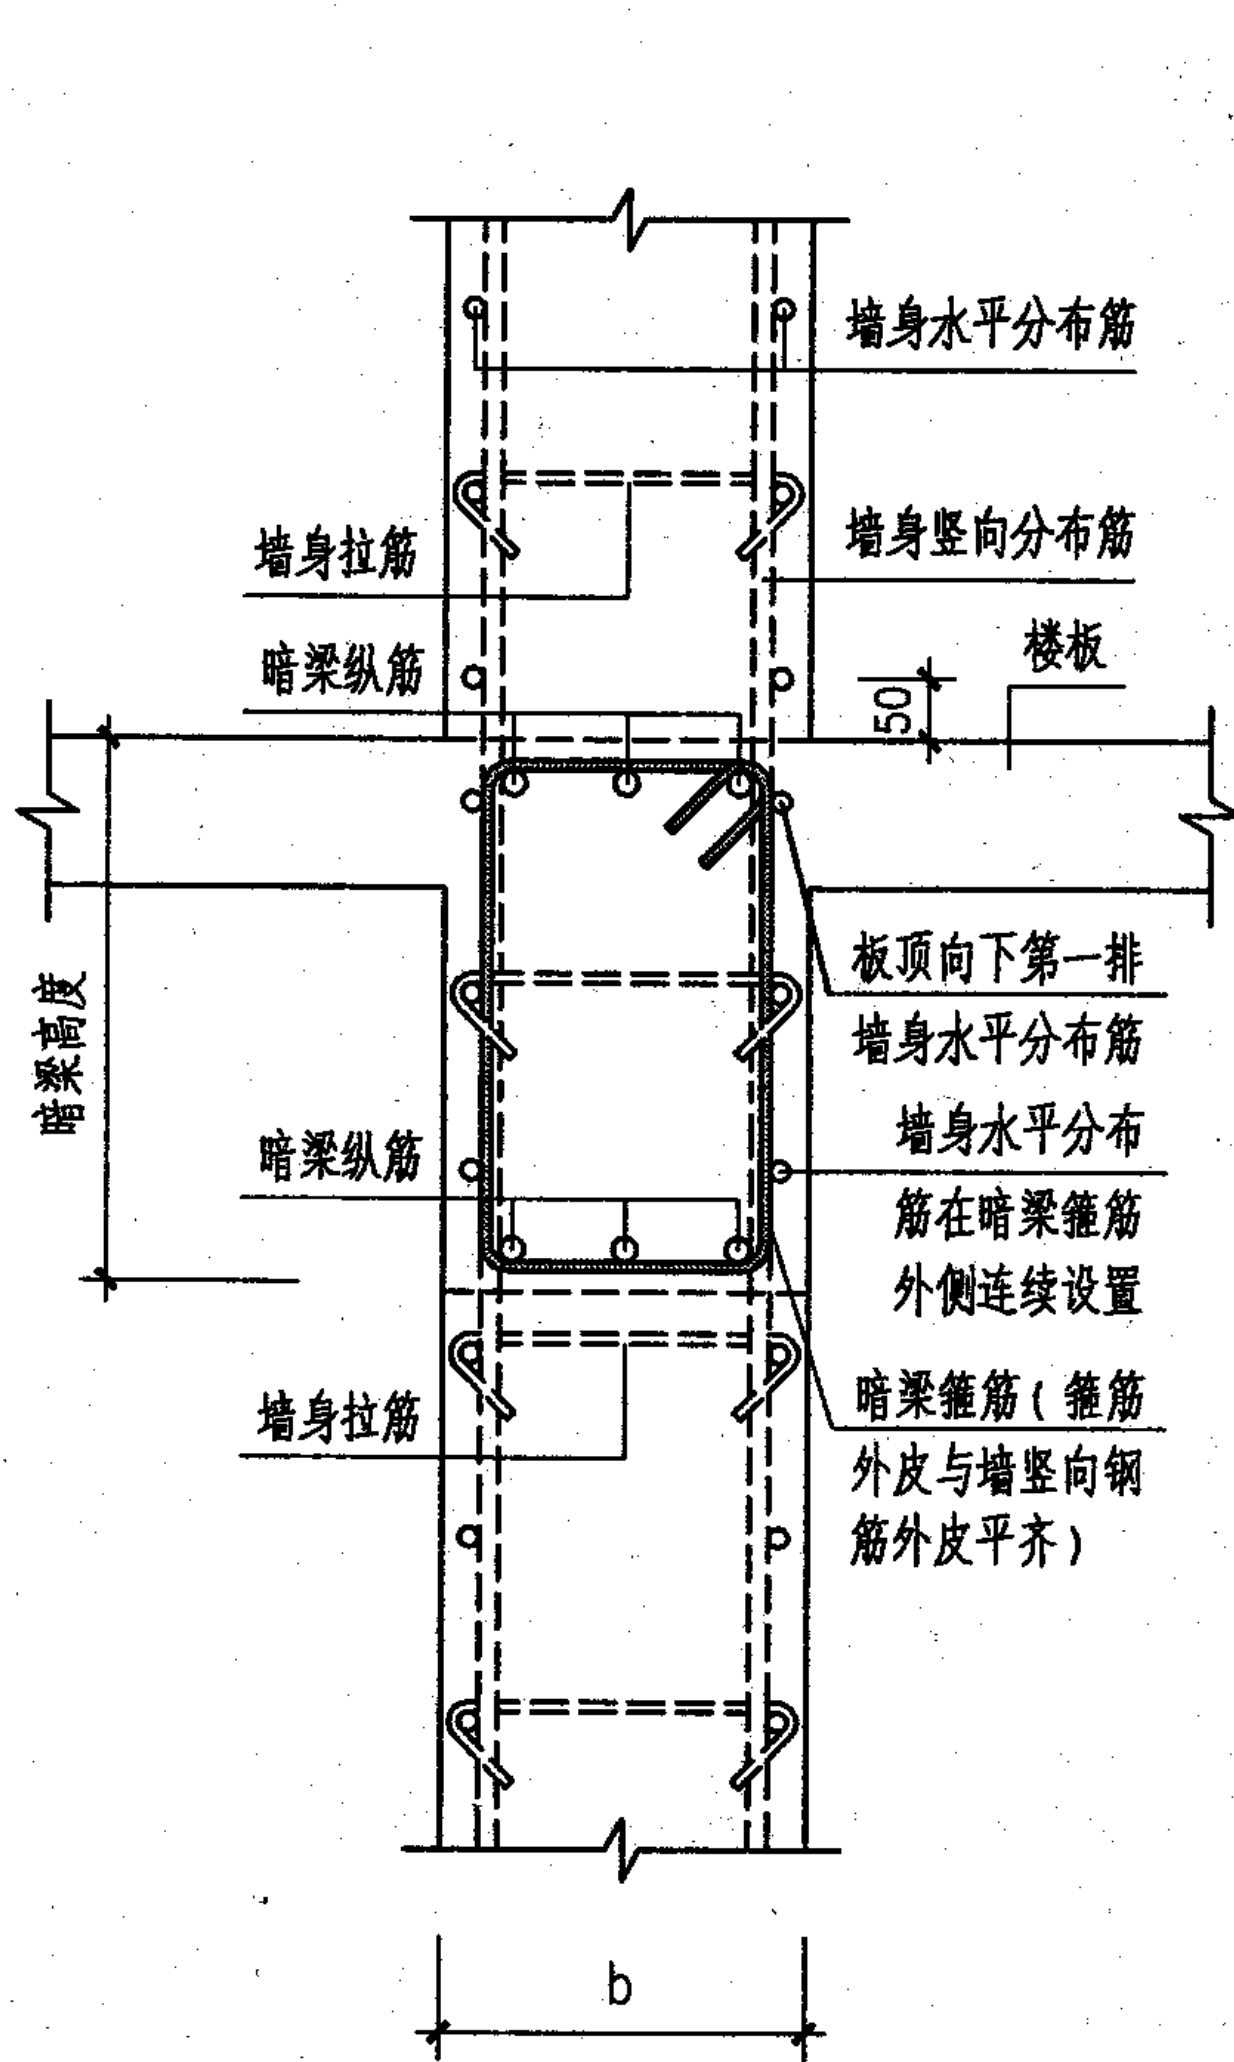 墙身水平分布筋
墙身竖向分布筋
墙身拉筋
楼板
暗梁纵筋
50
板顶向下第一排
墙身水平分布筋
暗梁高度
墙身水平分布
筋在暗梁箍筋
外侧连续设置
暗梁纵筋
暗梁箍筋(箍筋
外皮与墙竖向钢
筋外皮平齐)
墙身拉筋
b